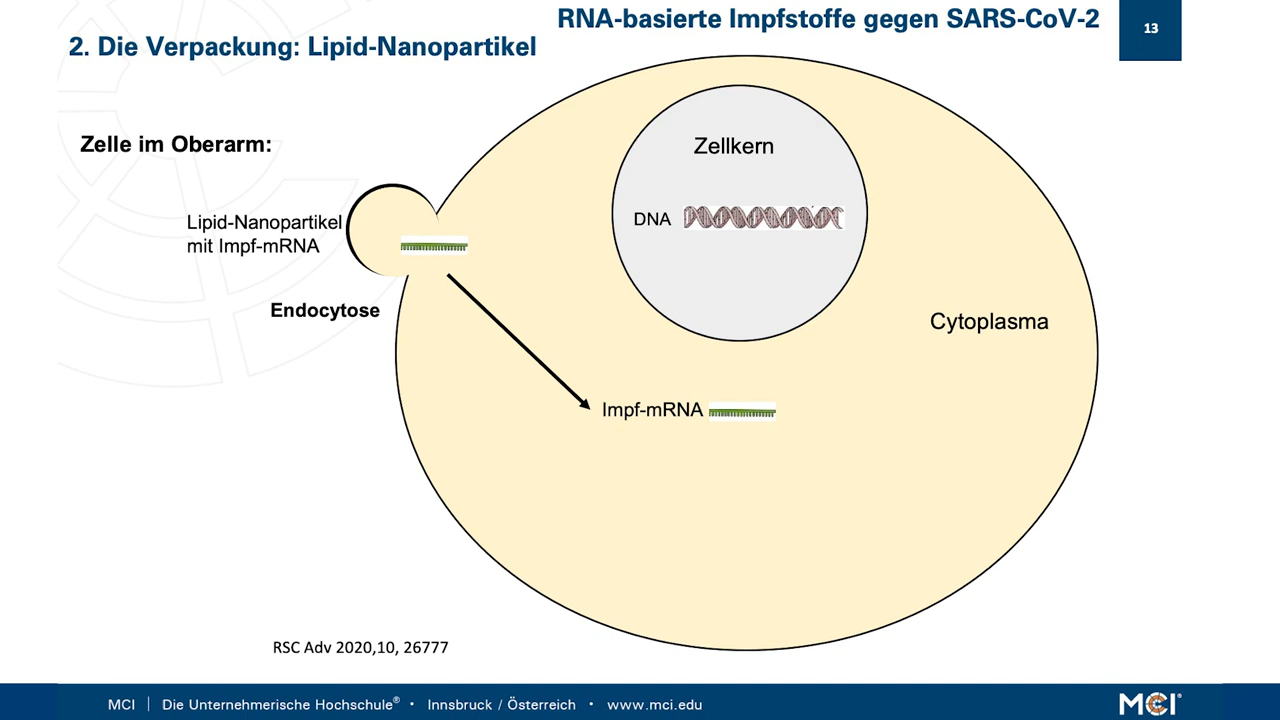 RNA-basierte Impfstoffe gegen SARS-CoV-2
13
2. Die Verpackung: Lipid-Nanopartikel
Zelle im Oberarm:
Zellkern
DNA
Lipid-Nanopartikel
mit Impf-mRNA
Endocytose
Cytoplasma
Impf-mRNA
RSC Adv 2020,10, 26777
MCI | Die Unternehmerische Hochschule® • Innsbruck / Österreich • www.mci.edu
MCI®